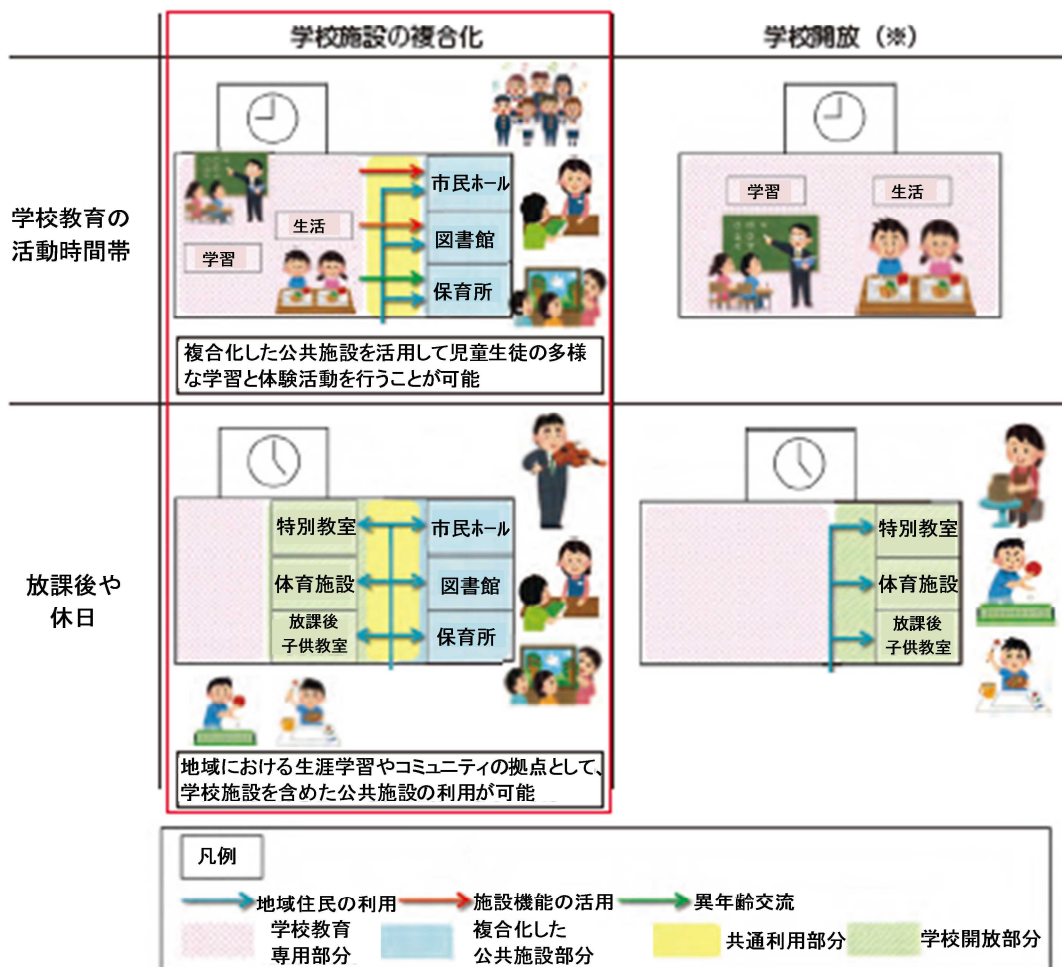 学校施設の複合化
学校開放（※）
学校教育の
活動時間帯
学習
生活
市民ホール
図書館
保育所
複合化した公共施設を活用して児童生徒の多様
な学習と体験活動を行うことが可能
学習
生活
放課後や
休日
特別教室
体育施設
放課後
子供教室
市民ホール
図書館
保育所
地域における生涯学習やコミュニティの拠点として、
学校施設を含めた公共施設の利用が可能
特別教室
体育施設
放課後
子供教室
凡例
地域住民の利用
施設機能の活用
異年齢交流
学校教育
専用部分
複合化した
公共施設部分
共通利用部分
学校開放部分